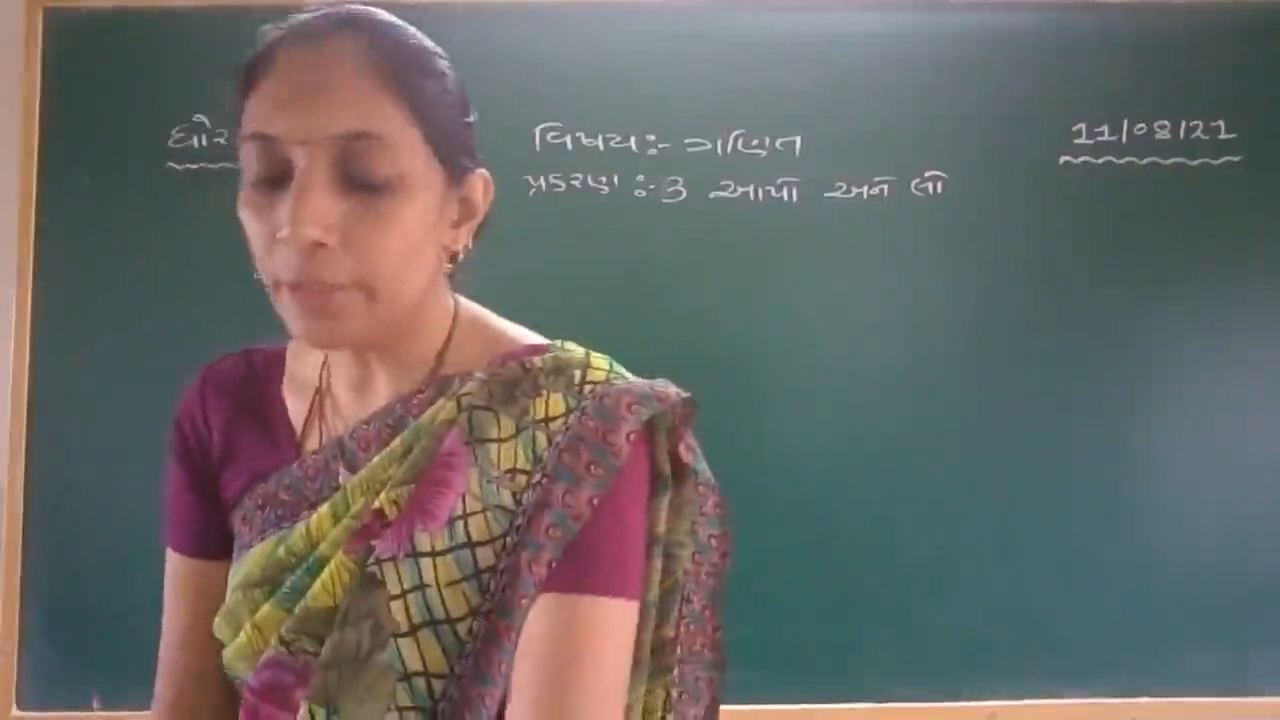 ધોર વિષય:- ગણિત 11/08/21
પ્રકરણ :- 3 આપો અને લો